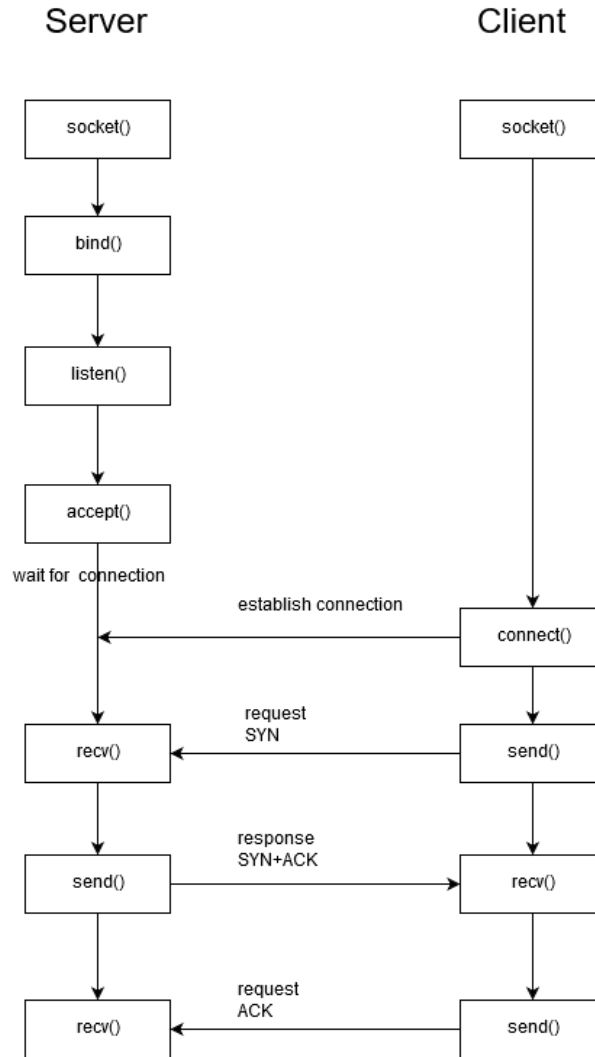 Server
Client
socket()
socket()
bind()
listen()
accept()
wait for connection
establish connection
connect()
request
SYN
recv()
send()
response
SYN+ACK
send()
recv()
request
ACK
recv()
send()